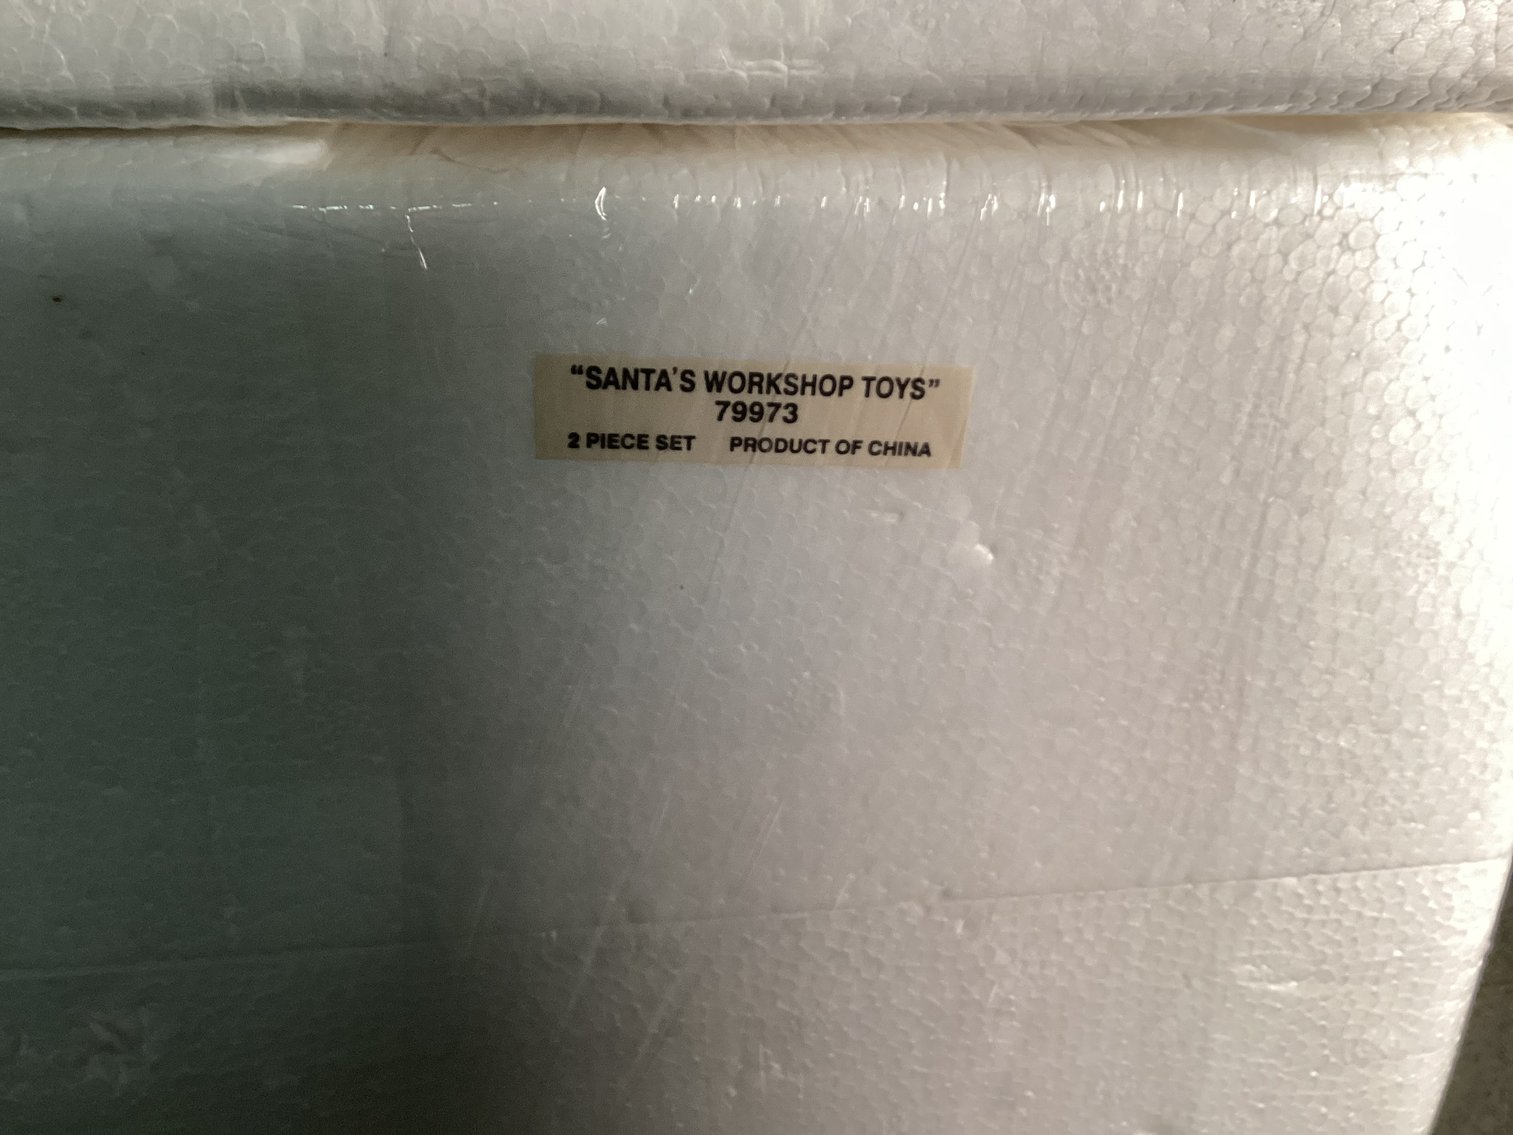 “SANTA’S WORKSHOP TOYS”
79973
2 PIECE SET PRODUCT OF CHINA